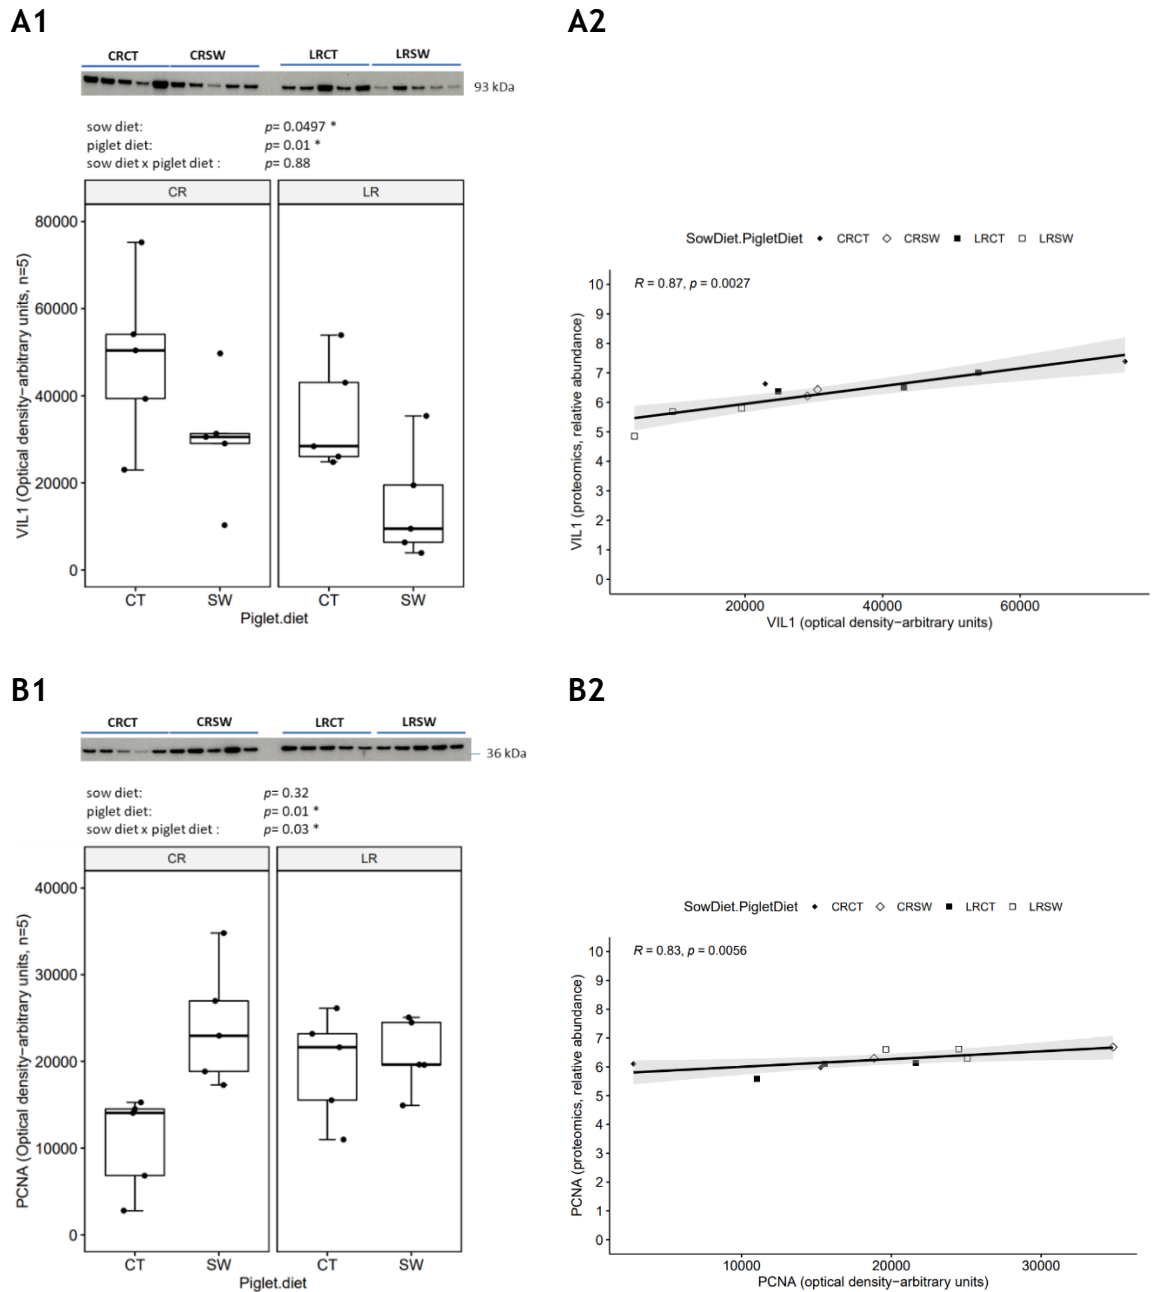 A1
CRCT CRSW LRCT LRSW
93 kDa
sow diet: p= 0.0497 *
piglet diet: p= 0.01 *
sow diet x piglet diet : p= 0.88
CR LR
VIL1 (Optical density−arbitrary units, n=5)
80000
60000
40000
20000
0
CT SW CT SW
Piglet.diet
A2
SowDiet.PigletDiet CRCT CRSW LRCT LRSW
R = 0.87, p = 0.0027
VIL1 (proteomics, relative abundance)
10
9
8
7
6
5
4
3
2
1
0
20000 40000 60000
VIL1 (optical density−arbitrary units)
B1
CRCT CRSW LRCT LRSW
36 kDa
sow diet: p= 0.32
piglet diet: p= 0.01 *
sow diet x piglet diet : p= 0.03 *
CR LR
PCNA (Optical density−arbitrary units, n=5)
40000
30000
20000
10000
0
CT SW CT SW
Piglet.diet
B2
SowDiet.PigletDiet CRCT CRSW LRCT LRSW
R = 0.83, p = 0.0056
PCNA (proteomics, relative abundance)
10
9
8
7
6
5
4
3
2
1
0
10000 20000 30000
PCNA (optical density−arbitrary units)